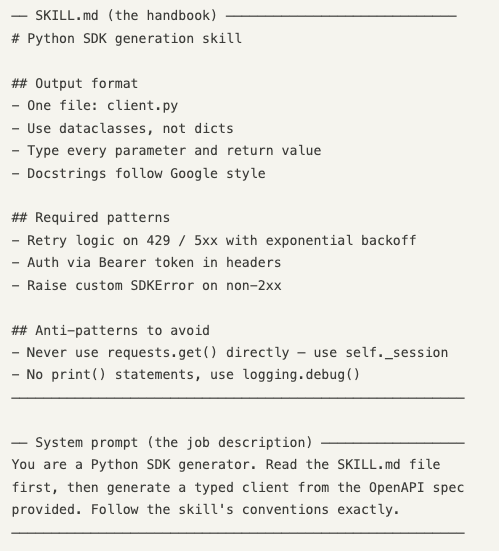 ── SKILL.md (the handbook) ─────────────────────────────
# Python SDK generation skill
## Output format
– One file: client.py
– Use dataclasses, not dicts
– Type every parameter and return value
– Docstrings follow Google style
## Required patterns
– Retry logic on 429 / 5xx with exponential backoff
– Auth via Bearer token in headers
– Raise custom SDKError on non-2xx
## Anti-patterns to avoid
– Never use requests.get() directly — use self._session
– No print() statements, use logging.debug()
─────────────────────────────────────────────────────────
── System prompt (the job description) ──────────────────
You are a Python SDK generator. Read the SKILL.md file
first, then generate a typed client from the OpenAPI spec
provided. Follow the skill's conventions exactly.
─────────────────────────────────────────────────────────